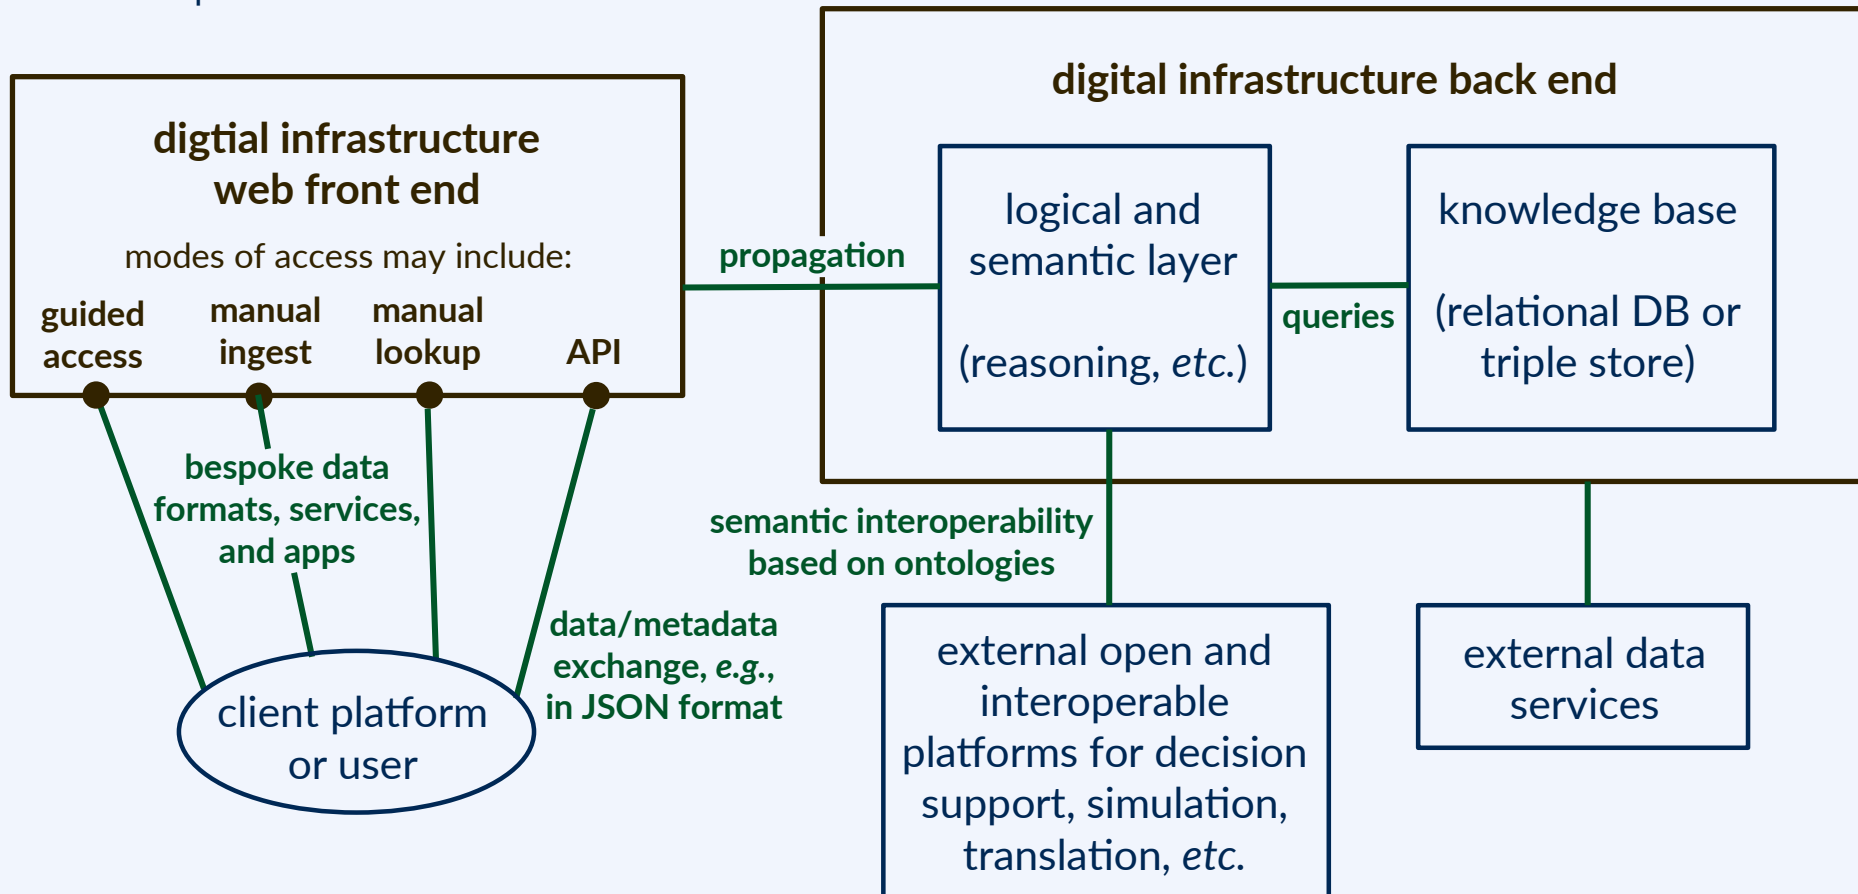 digtial infrastructure
web front end
modes of access may include:
guided
access
manual
ingest
manual
lookup
API
bespoke data
formats, services,
and apps
data/metadata
exchange, e.g.,
in JSON format
client platform
or user
propagation
digital infrastructure back end
logical and
semantic layer
(reasoning, etc.)
queries
knowledge base
(relational DB or
triple store)
semantic interoperability
based on ontologies
external open and
interoperable
platforms for decision
support, simulation,
translation, etc.
external data
services